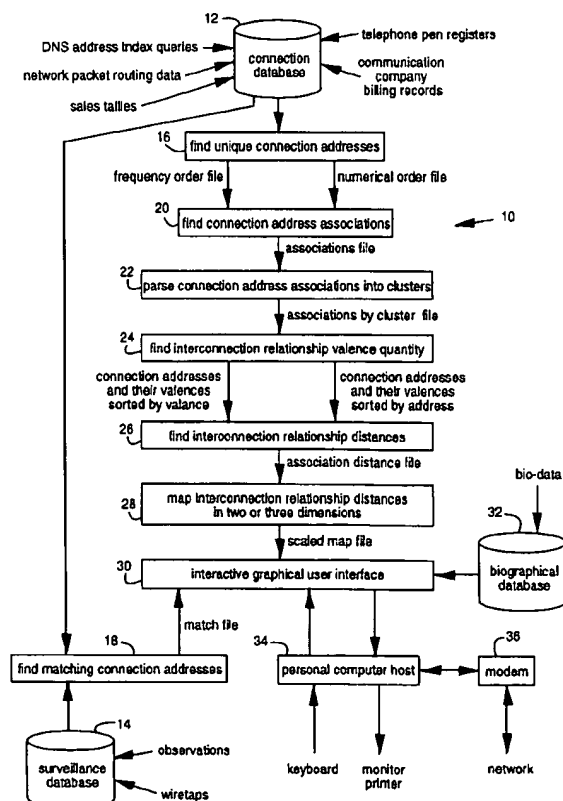 12
DNS address index queries
telephone pen registers
connection
database
network packet routing data
communication
company
billing records
sales tallies
16
find unique connection addresses
frequency order file
numerical order file
20
find connection address associations
10
associations file
22
parse connection address associations into clusters
associations by cluster file
24
find interconnection relationship valence quantity
connection addresses
and their valences
sorted by valance
connection addresses
and their valences
sorted by address
26
find interconnection relationship distances
association distance file
bio-data
28
map interconnection relationship distances
in two or three dimensions
32
scaled map file
30
interactive graphical user interface
biographical
database
match file
18
find matching connection addresses
34
personal computer host
36
modem
14
surveillance
database
observations
wiretaps
keyboard
monitor
printer
network